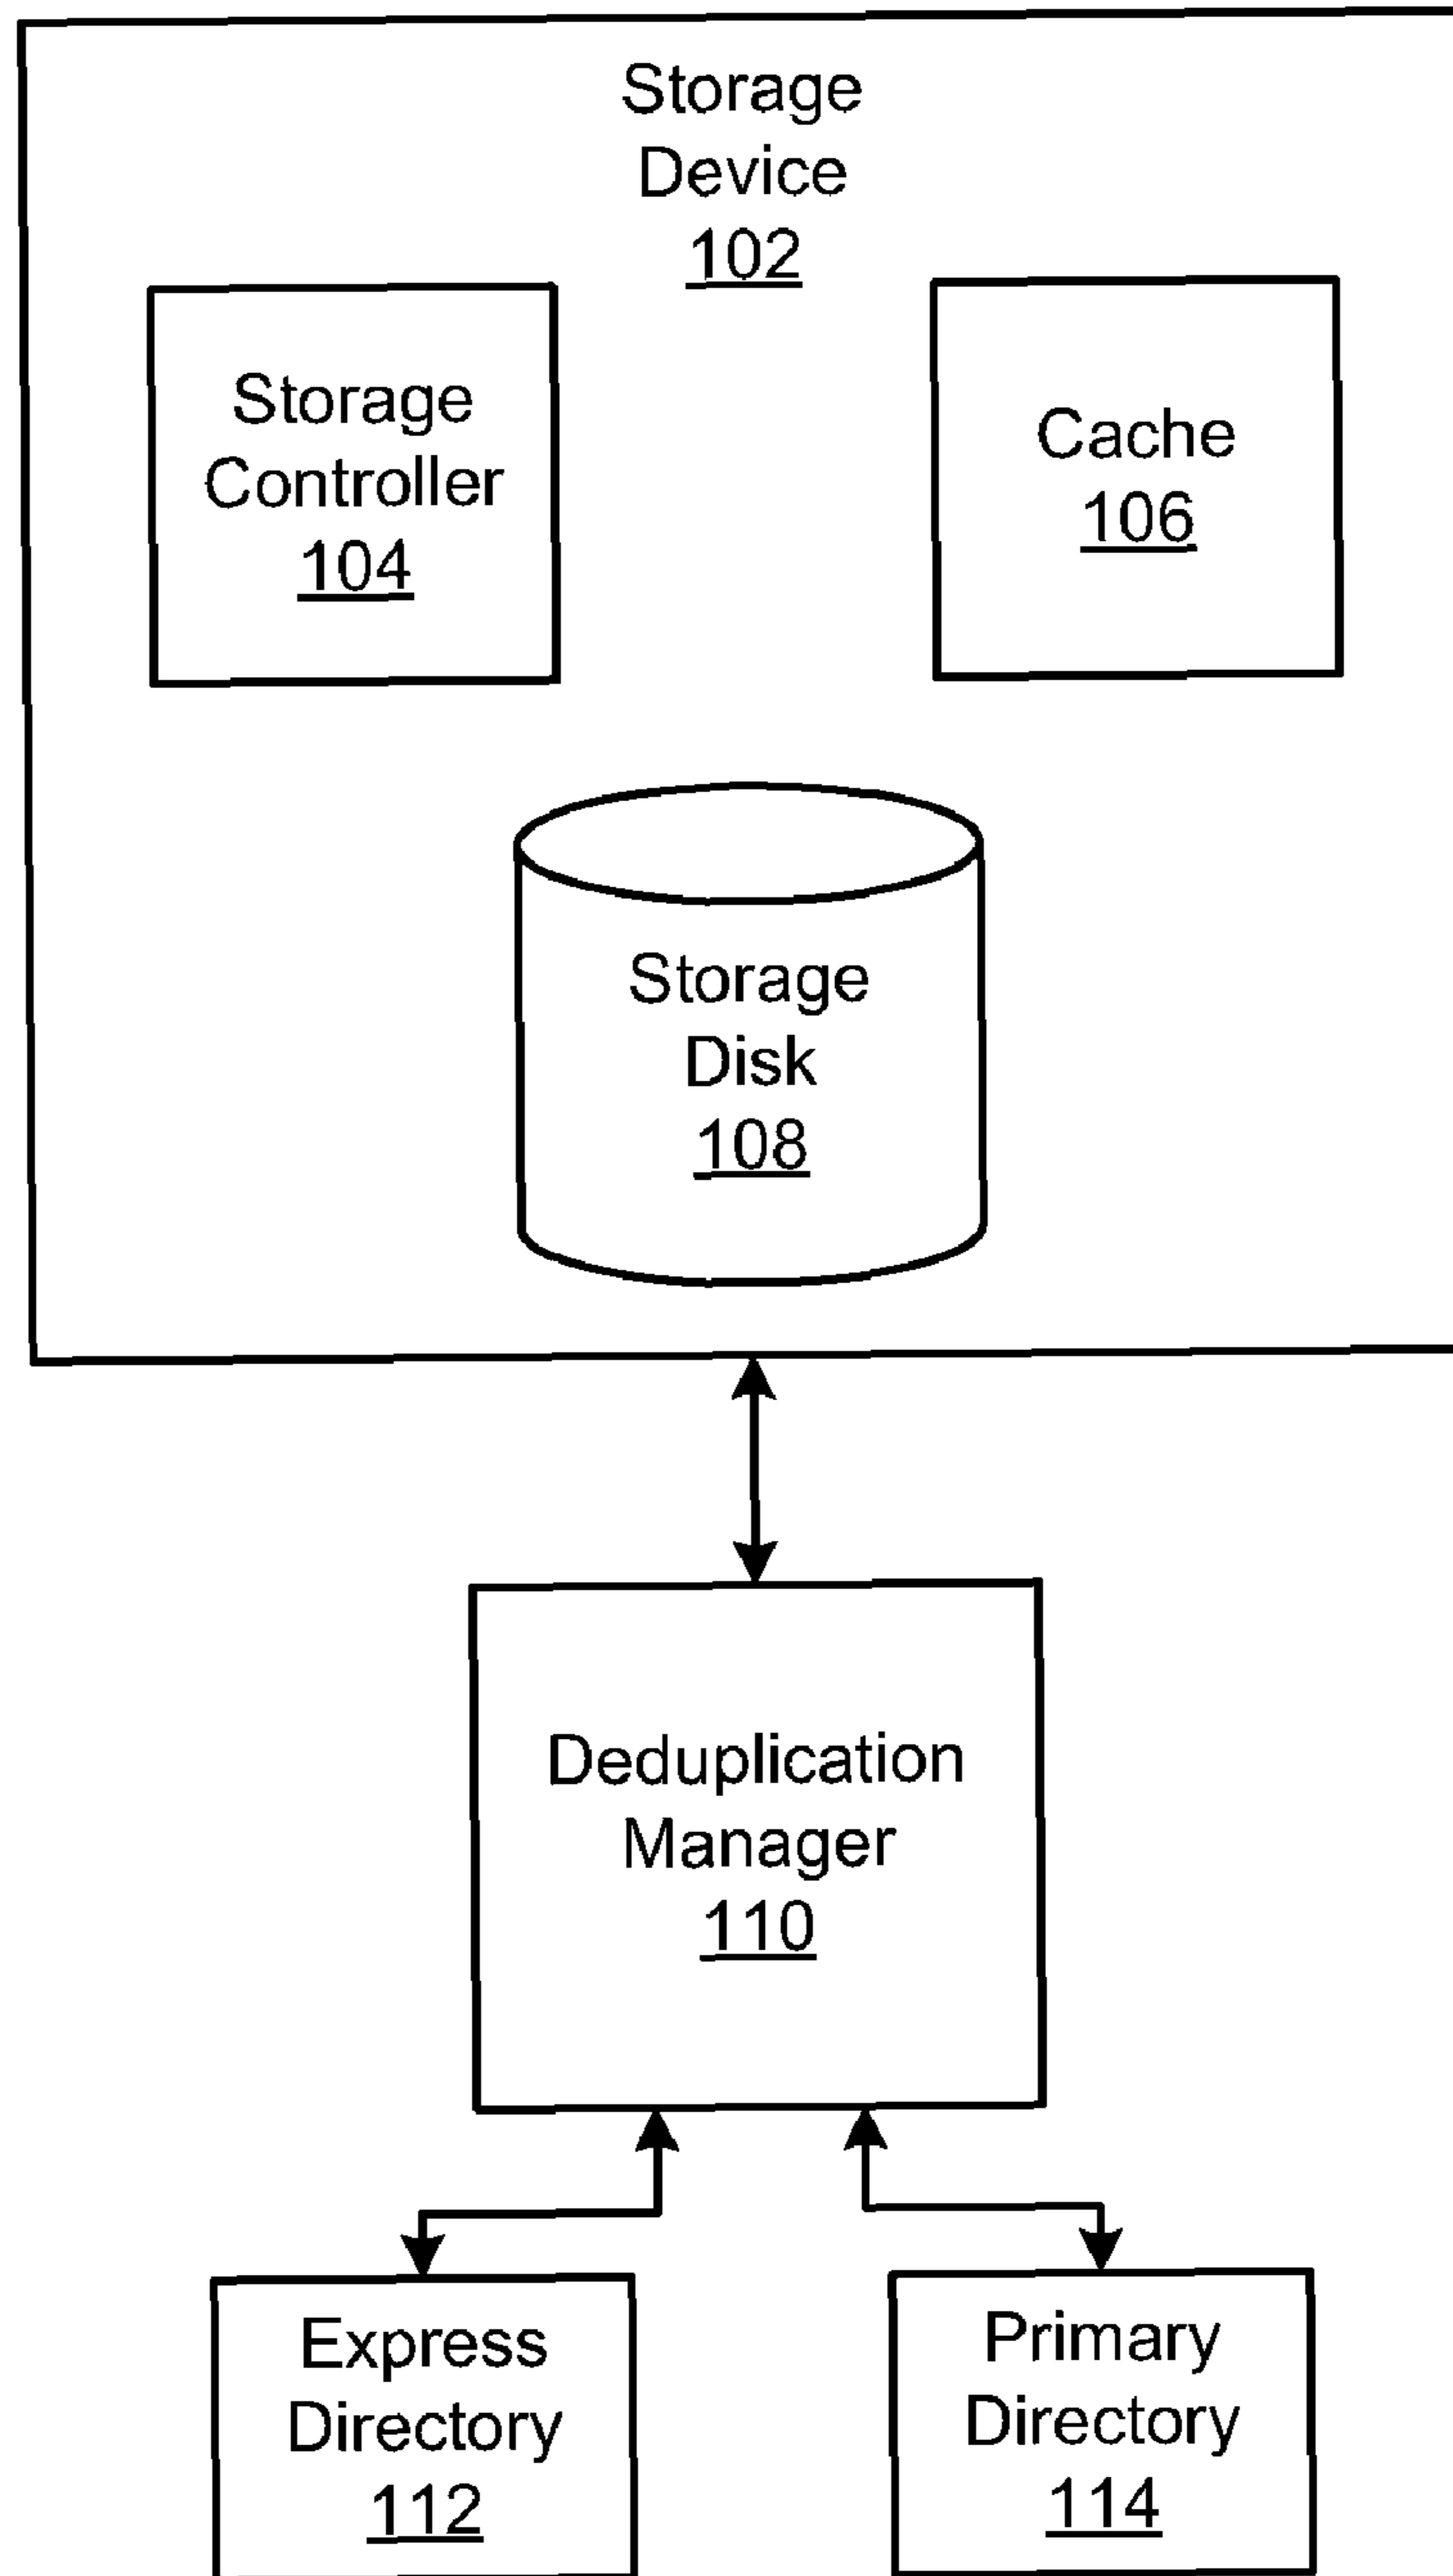 Storage
Device
102
Storage
Controller
104
Cache
106
Storage
Disk
108
Deduplication
Manager
110
Express
Directory
112
Primary
Directory
114